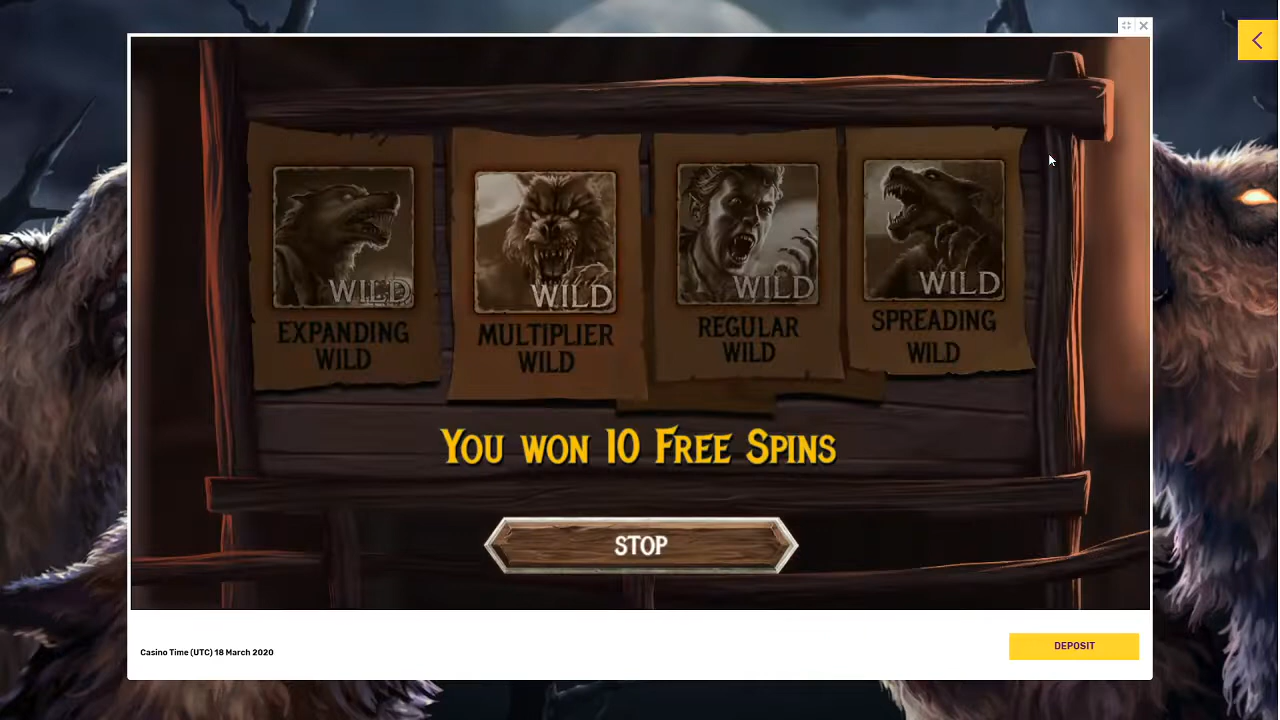 WILD
EXPANDING
WILD
WILD
MULTIPLIER
WILD
WILD
REGULAR
WILD
WILD
SPREADING
WILD
YOU WON 10 FREE SPINS
STOP
Casino Time (UTC) 18 March 2020
DEPOSIT